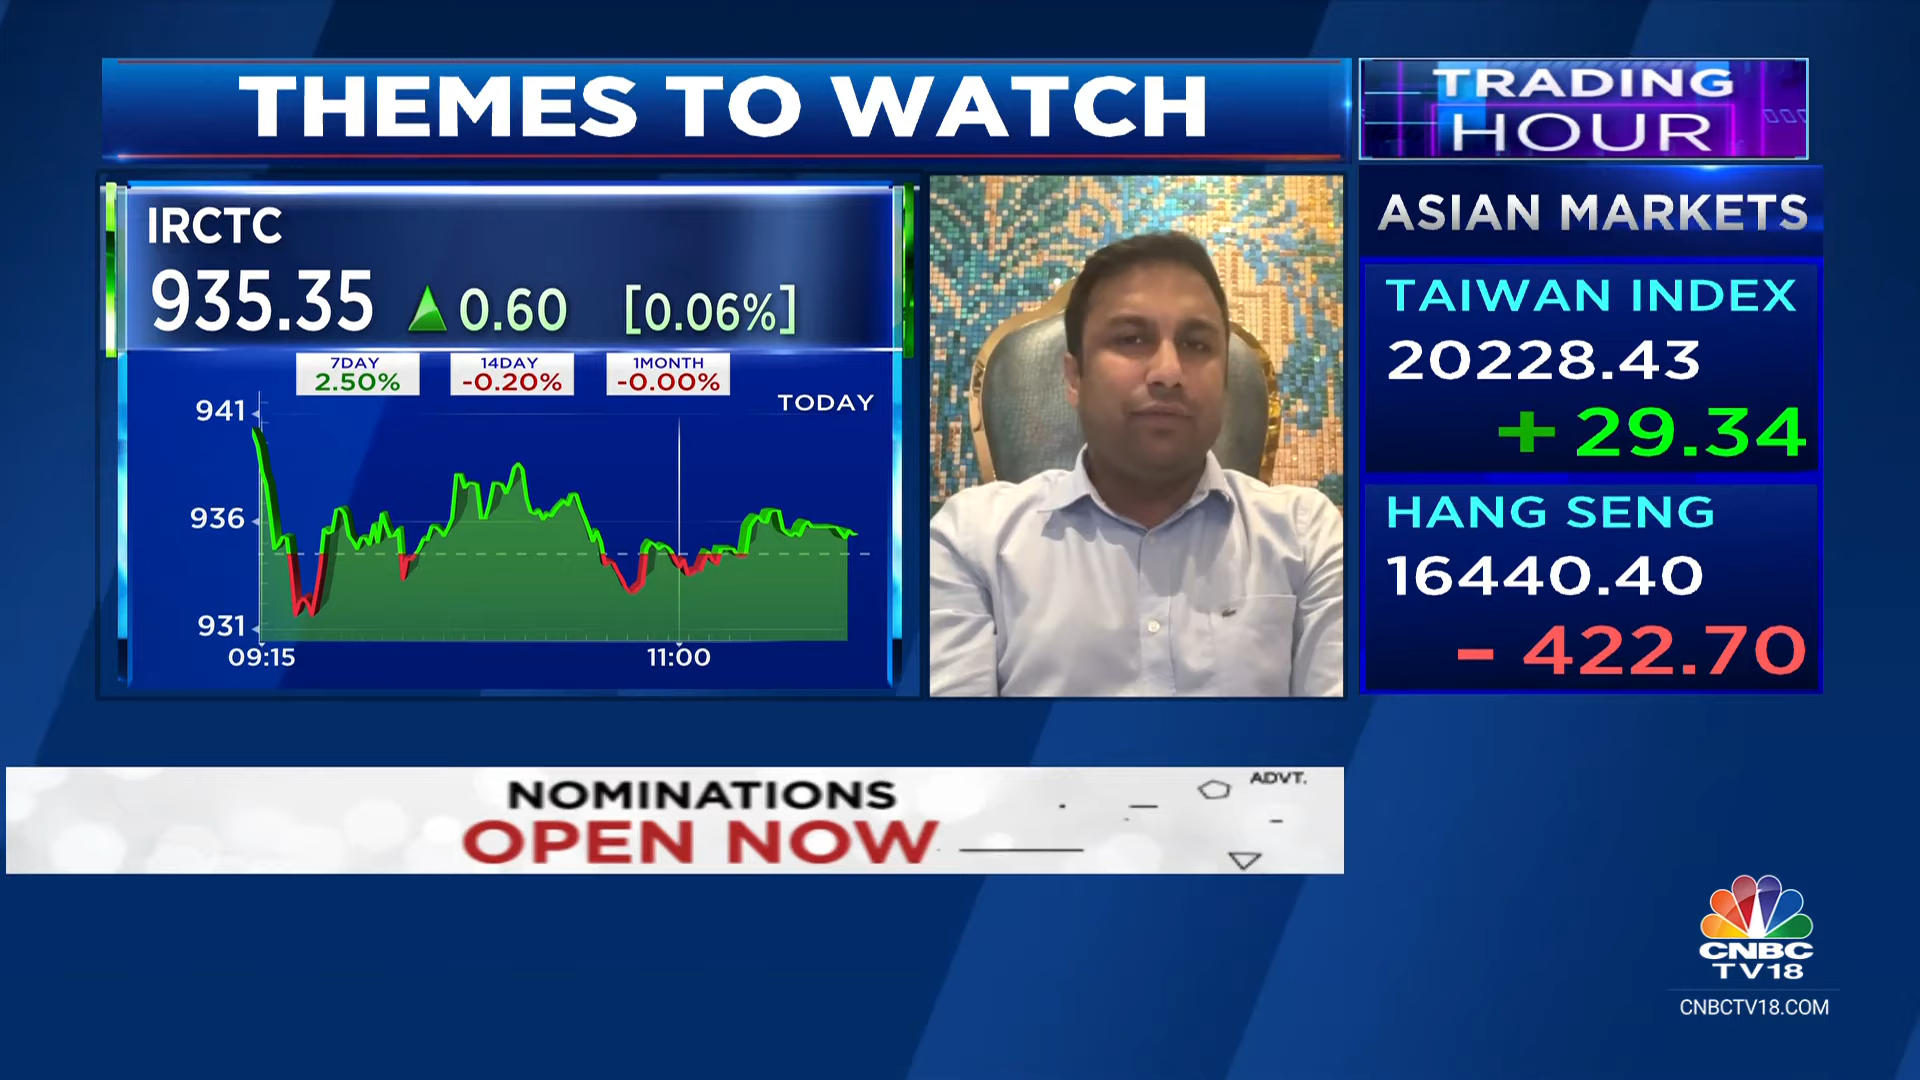 THEMES TO WATCH
TRADING
HOUR
IRCTC
935.35 ▲ 0.60 [0.06%]
7DAY
2.50%
14DAY
-0.20%
1MONTH
-0.00%
TODAY
941
936
931
09:15
11:00
ASIAN MARKETS
TAIWAN INDEX
20228.43
+ 29.34
HANG SENG
16440.40
- 422.70
NOMINATIONS
OPEN NOW
ADVT.
CNBC
TV18
CNBCTV18.COM